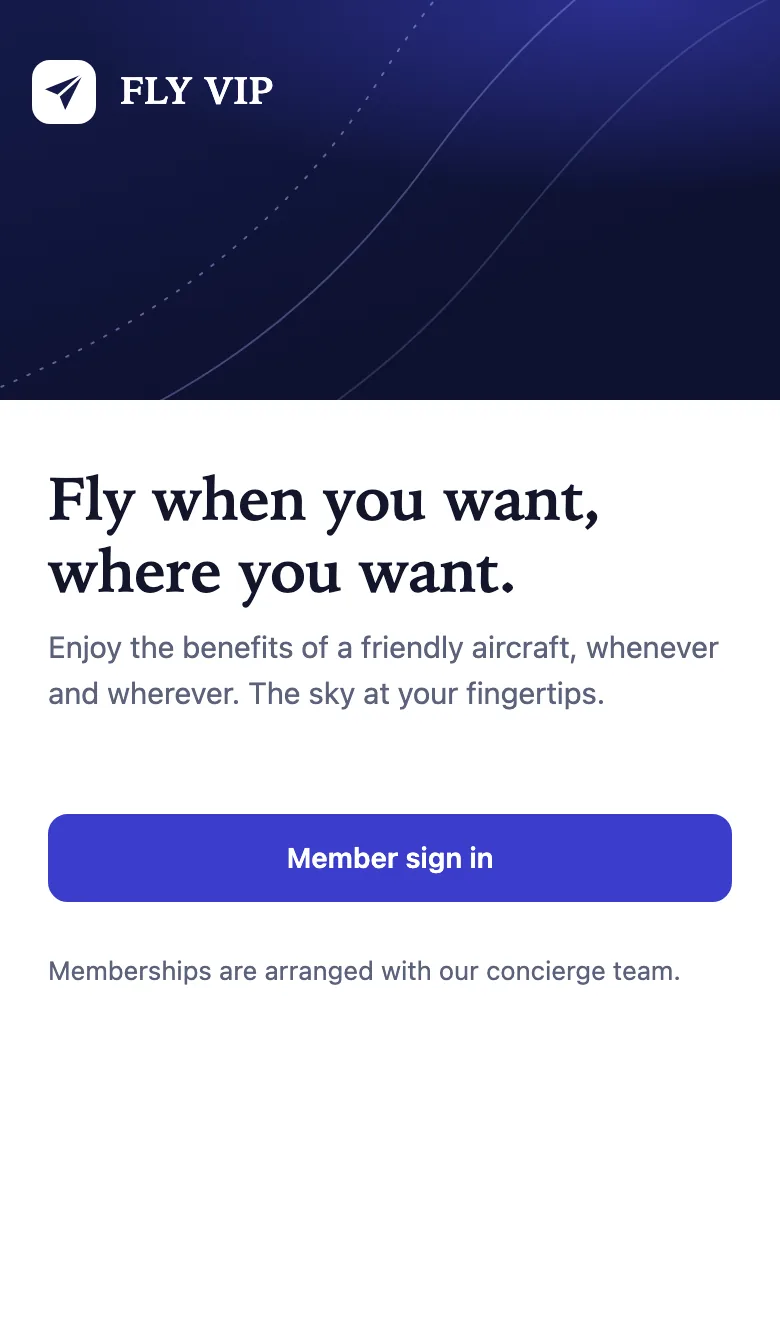 FLY VIP
Fly when you want,
where you want.
Enjoy the benefits of a friendly aircraft, whenever
and wherever. The sky at your fingertips.
Member sign in
Memberships are arranged with our concierge team.